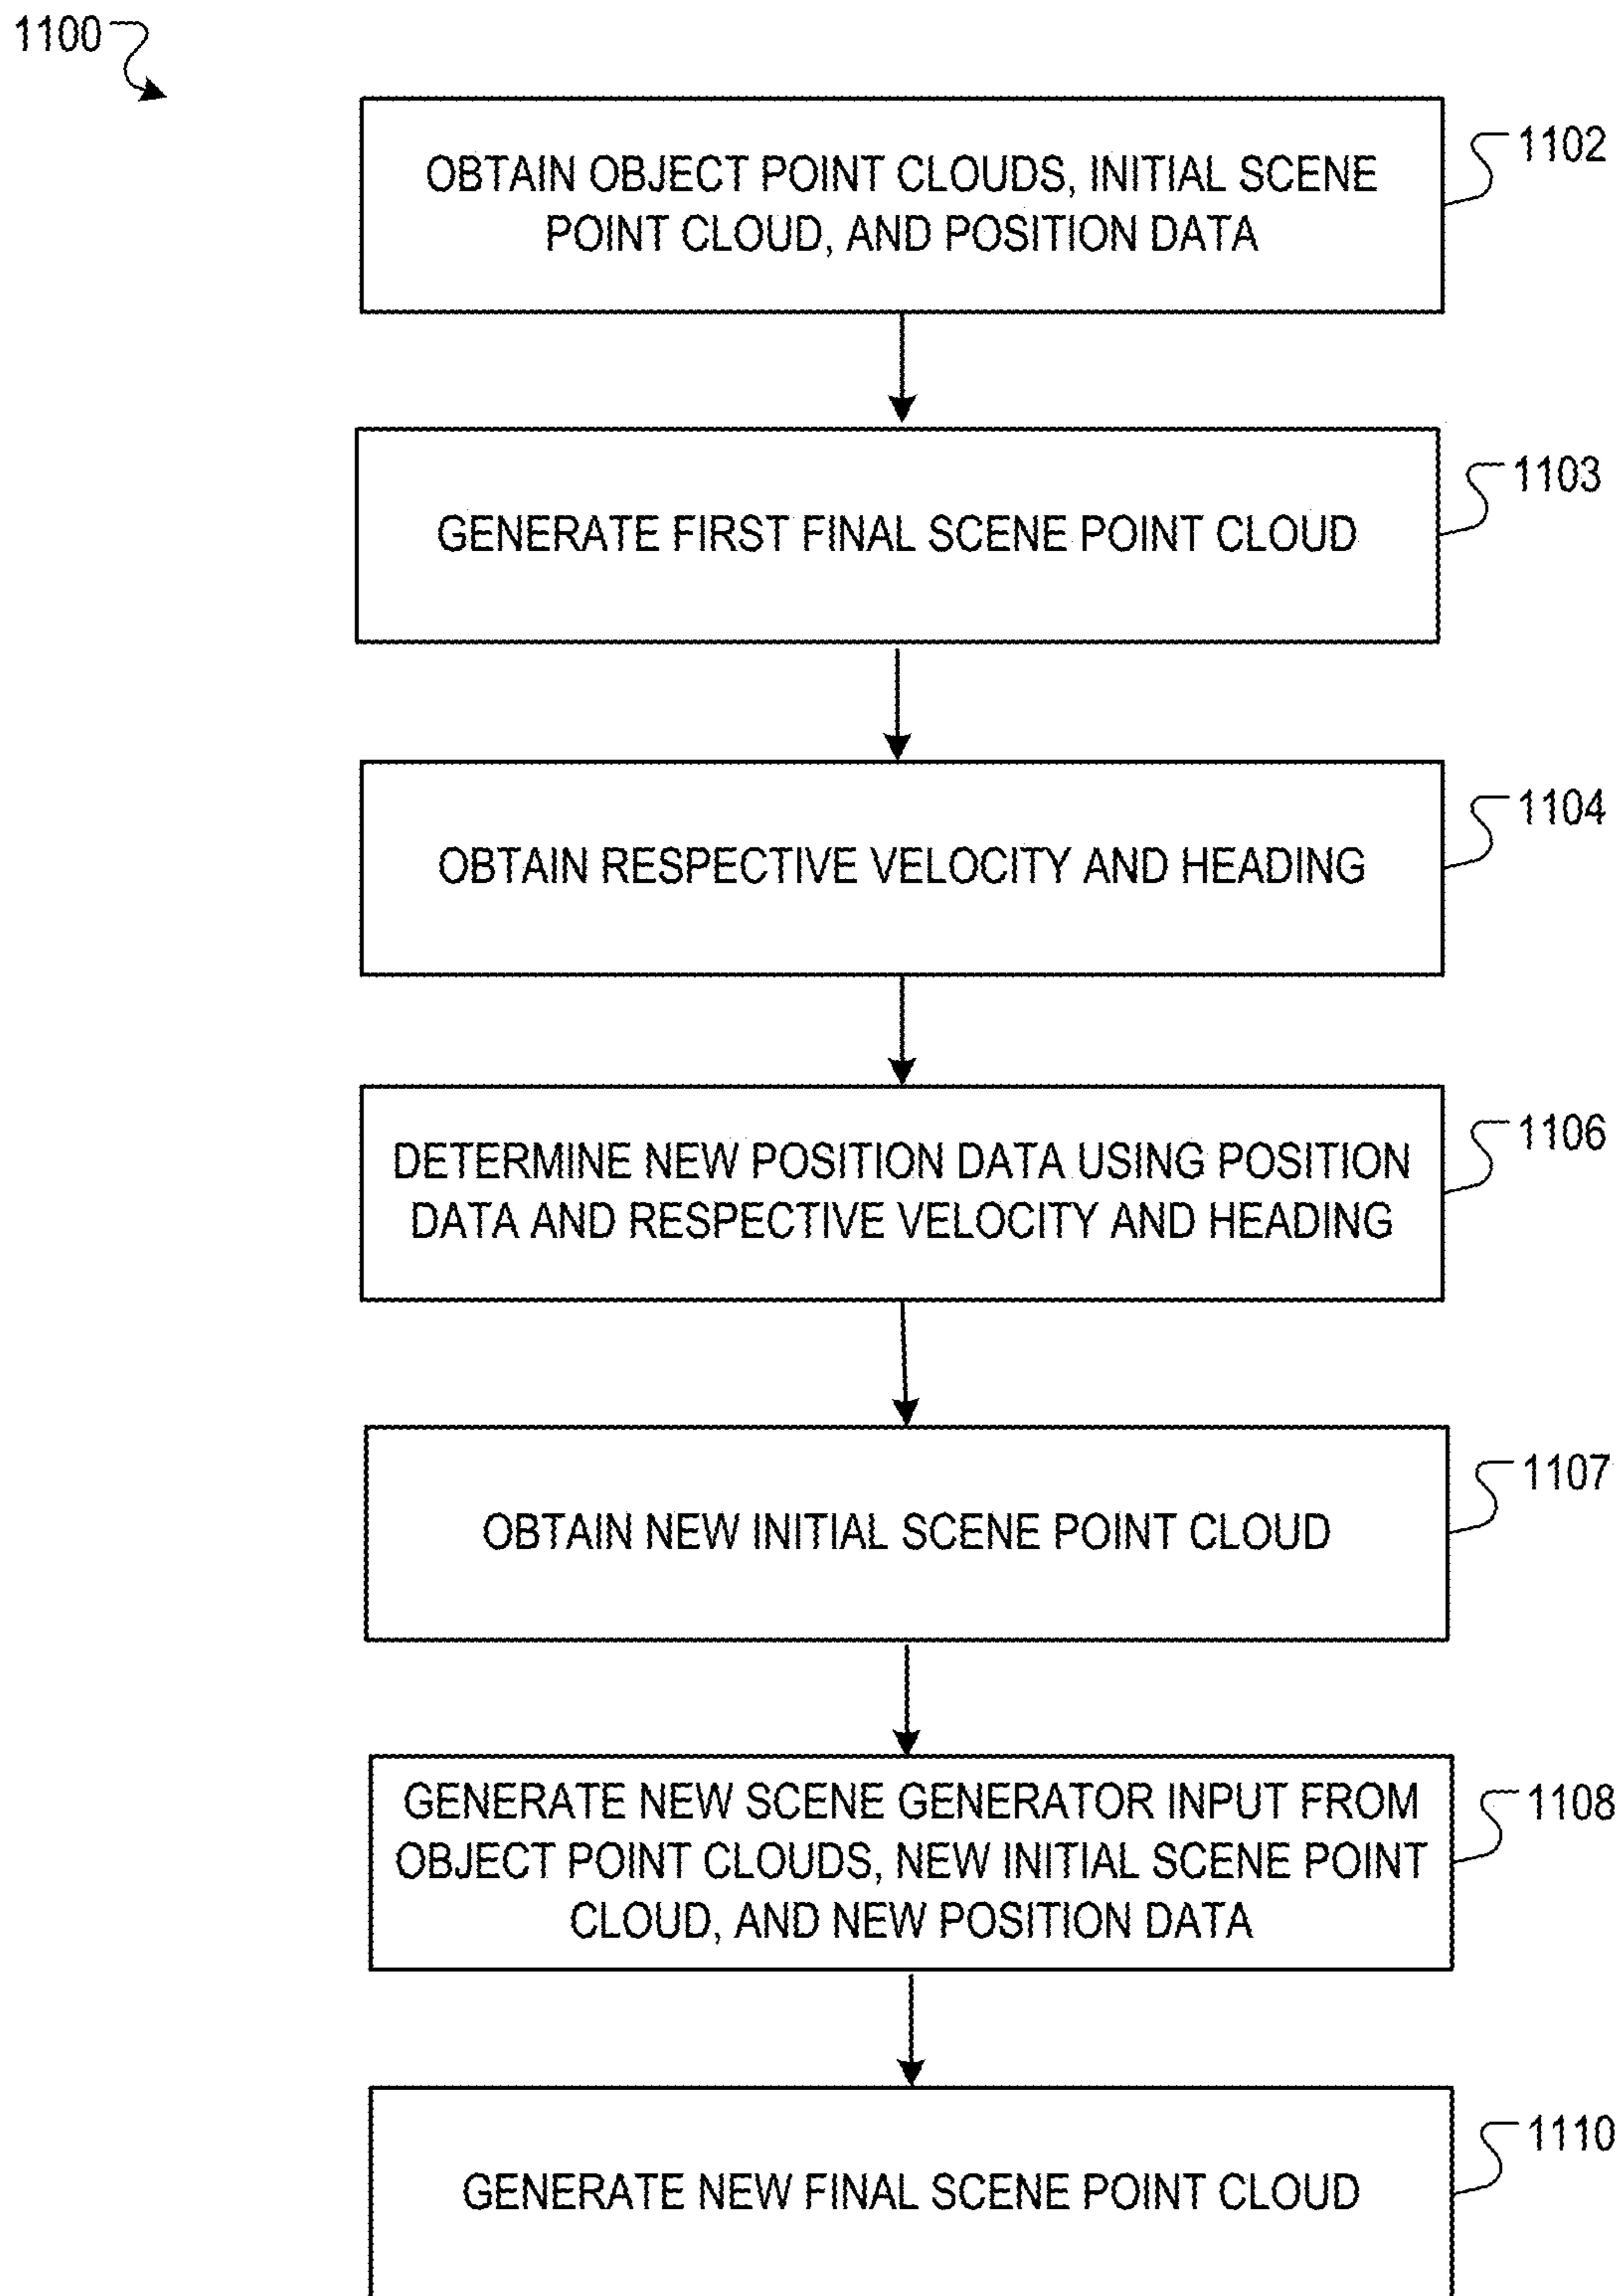 1100
OBTAIN OBJECT POINT CLOUDS, INITIAL SCENE
POINT CLOUD, AND POSITION DATA
1102
GENERATE FIRST FINAL SCENE POINT CLOUD
1103
OBTAIN RESPECTIVE VELOCITY AND HEADING
1104
DETERMINE NEW POSITION DATA USING POSITION
DATA AND RESPECTIVE VELOCITY AND HEADING
1106
OBTAIN NEW INITIAL SCENE POINT CLOUD
1107
GENERATE NEW SCENE GENERATOR INPUT FROM
OBJECT POINT CLOUDS, NEW INITIAL SCENE POINT
CLOUD, AND NEW POSITION DATA
1108
GENERATE NEW FINAL SCENE POINT CLOUD
1110